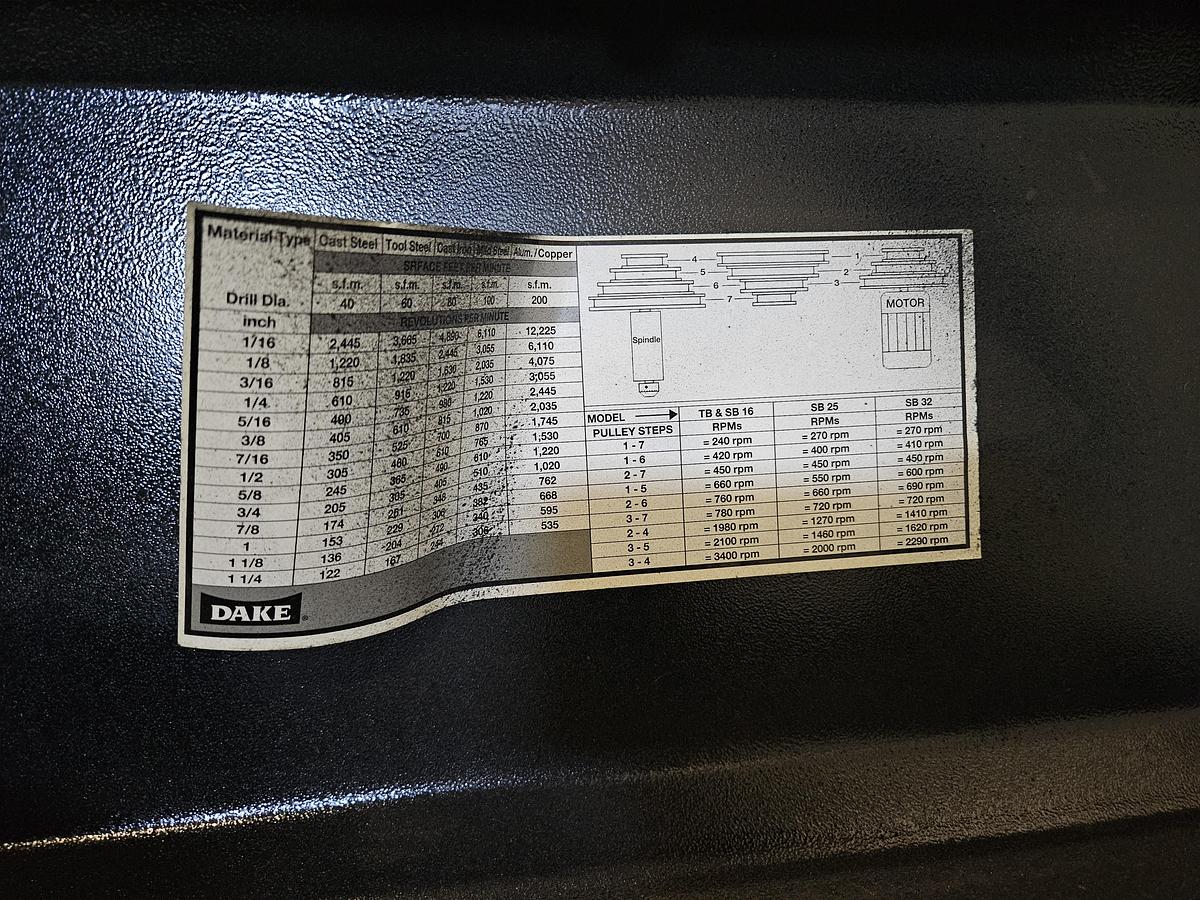 Material Type Cast Steel Tool Steel Cast Iron Mild Steel Alum. / Copper
SRFACE FEET PER MINUTE
s.f.m. s.f.m. s.f.m. s.f.m. s.f.m.
Drill Dia. 40 60 80 100 200
inch REVOLUTIONS PER MINUTE
1/16 2,445 3,665 4,890 6,110 12,225
1/8 1,220 1,835 2,445 3,055 6,110
3/16 815 1,220 1,630 2,035 4,075
1/4 610 915 1,220 1,530 3,055
5/16 490 735 980 1,220 2,445
3/8 405 610 815 1,020 2,035
7/16 350 525 700 870 1,745
1/2 305 460 610 765 1,530
5/8 245 365 490 610 1,220
3/4 205 305 405 510 1,020
7/8 174 261 348 435 762
1 153 229 306 382 668
1 1/8 136 204 272 340 595
1 1/4 122 167 244 306 535
DAKE®
4
5
6
7
1
2
3
Spindle
MOTOR
MODEL TB & SB 16 SB 25 SB 32
PULLEY STEPS RPMs RPMs RPMs
1 - 7 = 240 rpm = 270 rpm = 270 rpm
1 - 6 = 420 rpm = 400 rpm = 410 rpm
2 - 7 = 450 rpm = 450 rpm = 450 rpm
1 - 5 = 660 rpm = 550 rpm = 600 rpm
2 - 6 = 760 rpm = 660 rpm = 690 rpm
3 - 7 = 780 rpm = 720 rpm = 720 rpm
2 - 4 = 1980 rpm = 1270 rpm = 1410 rpm
3 - 5 = 2100 rpm = 1460 rpm = 1620 rpm
3 - 4 = 3400 rpm = 2000 rpm = 2290 rpm